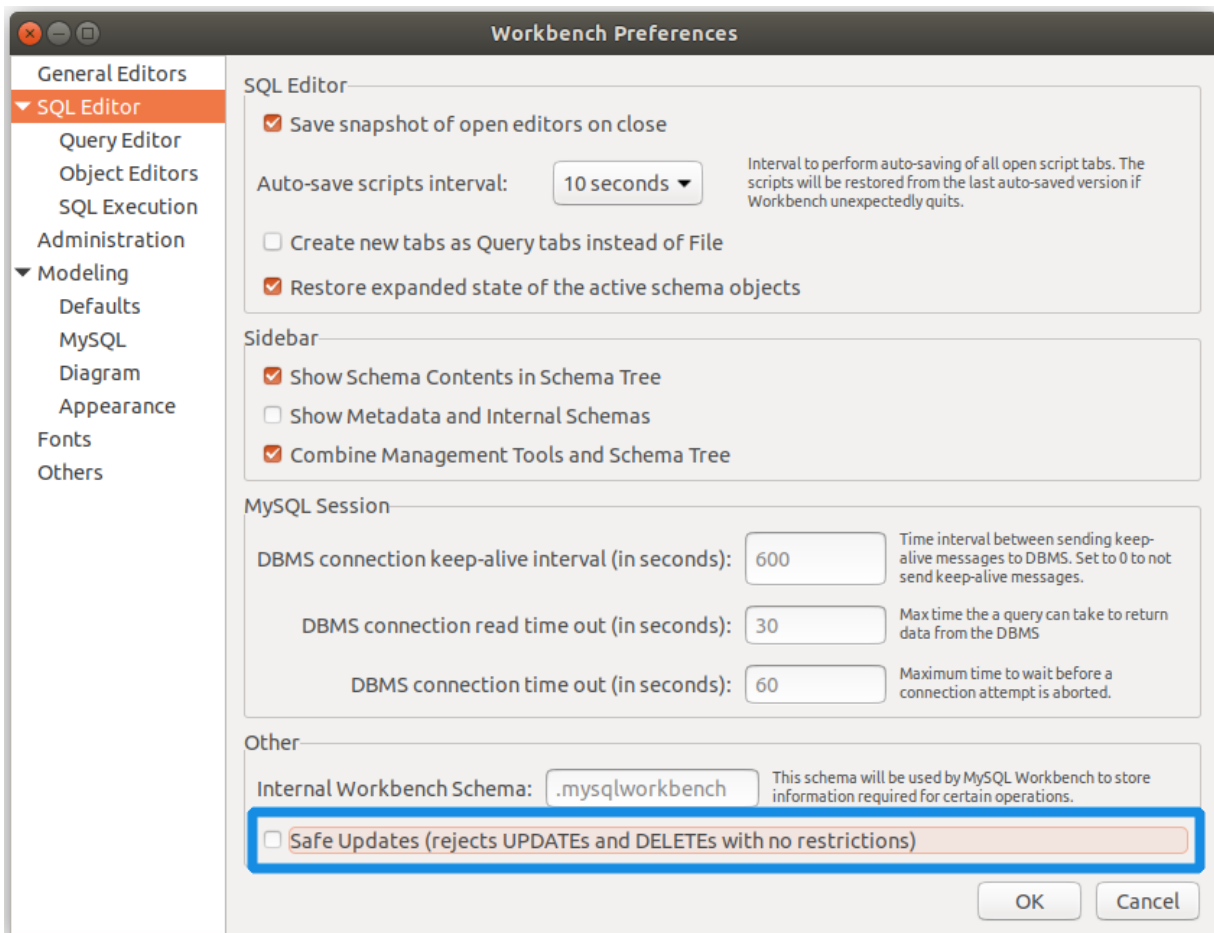 Workbench Preferences
General Editors
SQL Editor
Query Editor
Object Editors
SQL Execution
Administration
Modeling
Defaults
MySQL
Diagram
Appearance
Fonts
Others
SQL Editor
Save snapshot of open editors on close
Auto-save scripts interval:
10 seconds
Interval to perform auto-saving of all open script tabs. The
scripts will be restored from the last auto-saved version if
Workbench unexpectedly quits.
Create new tabs as Query tabs instead of File
Restore expanded state of the active schema objects
Sidebar
Show Schema Contents in Schema Tree
Show Metadata and Internal Schemas
Combine Management Tools and Schema Tree
MySQL Session
DBMS connection keep-alive interval (in seconds):
600
Time interval between sending keep-
alive messages to DBMS. Set to 0 to not
send keep-alive messages.
DBMS connection read time out (in seconds):
30
Max time the a query can take to return
data from the DBMS
DBMS connection time out (in seconds):
60
Maximum time to wait before a
connection attempt is aborted.
Other
Internal Workbench Schema:
.mysqlworkbench
This schema will be used by MySQL Workbench to store
information required for certain operations.
Safe Updates (rejects UPDATEs and DELETEs with no restrictions)
OK
Cancel